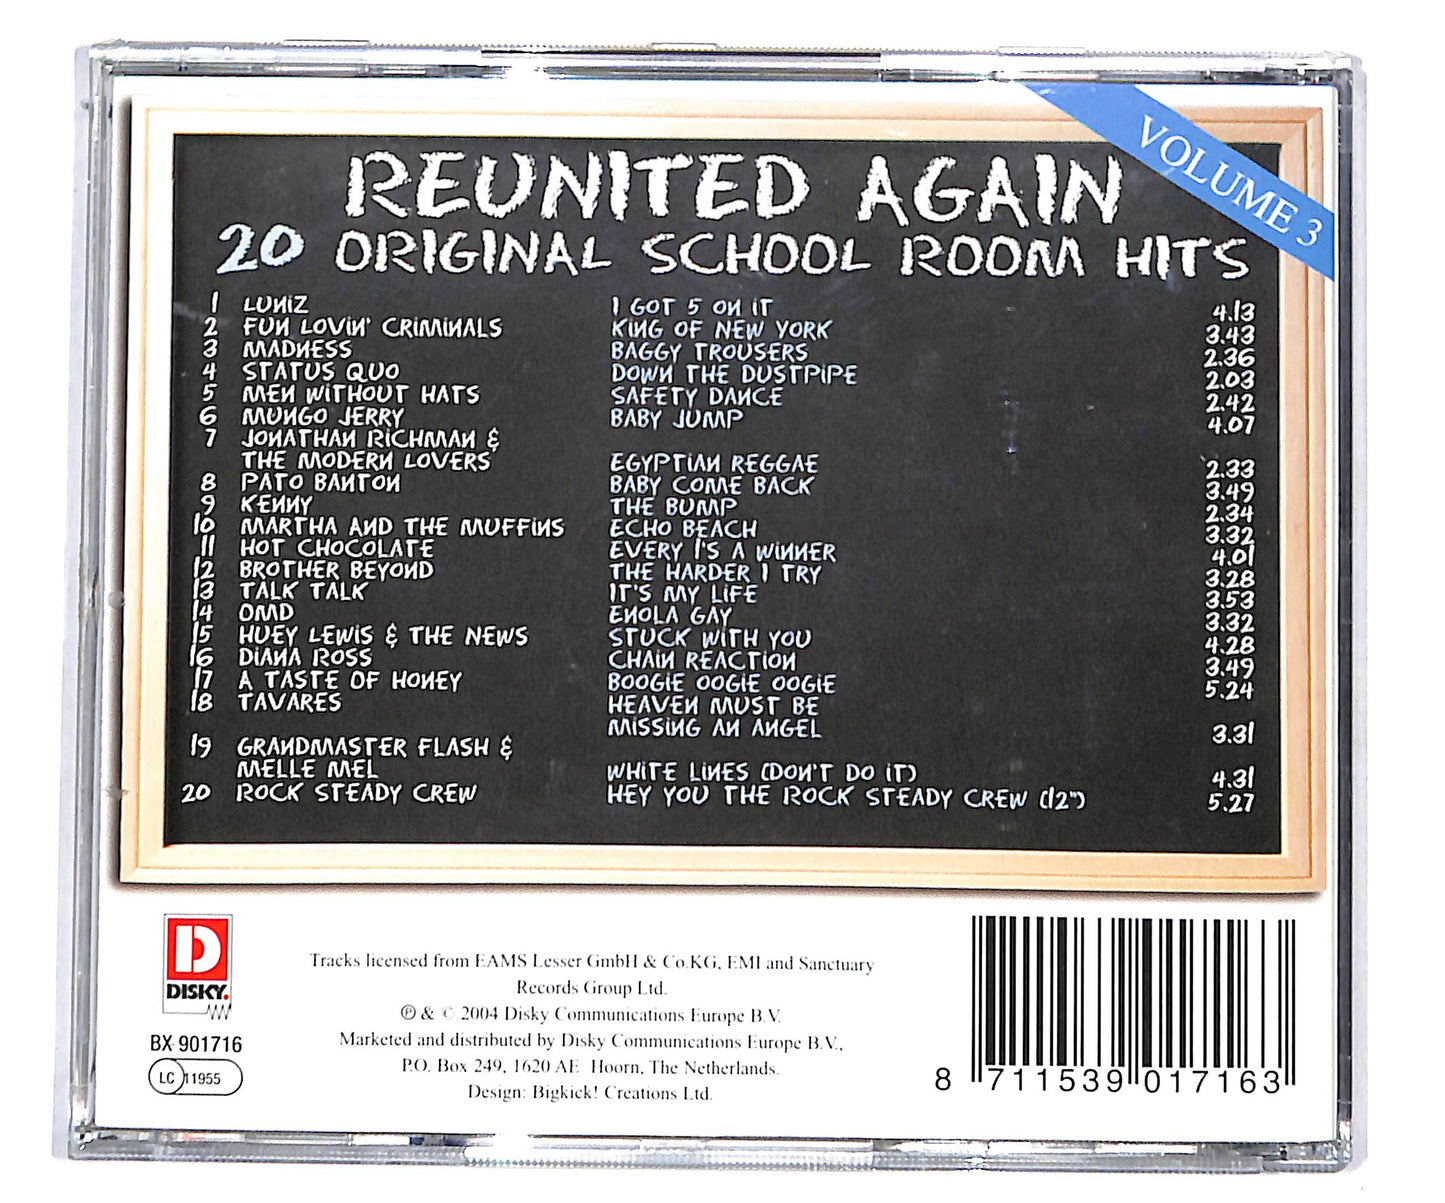 VOLUME 3
REUNITED AGAIN
20 ORIGINAL SCHOOL ROOM HITS
1 LUNIZ I GOT 5 ON IT 4.13
2 FUN LOVIN' CRIMINALS KING OF NEW YORK 3.43
3 MADNESS BAGGY TROUSERS 2.36
4 STATUS QUO DOWN THE DUSTPIPE 2.03
5 MEN WITHOUT HATS SAFETY DANCE 2.42
6 MUNGO JERRY BABY JUMP 4.07
7 JONATHAN RICHMAN &
THE MODERN LOVERS EGYPTIAN REGGAE 2.33
8 PATO BANTON BABY COME BACK 3.49
9 KENNY THE BUMP 2.34
10 MARTHA AND THE MUFFINS ECHO BEACH 3.32
11 HOT CHOCOLATE EVERY 1'S A WINNER 4.01
12 BROTHER BEYOND THE HARDER I TRY 3.28
13 TALK TALK IT'S MY LIFE 3.53
14 OMD ENOLA GAY 3.32
15 HUEY LEWIS & THE NEWS STUCK WITH YOU 4.28
16 DIANA ROSS CHAIN REACTION 3.49
17 A TASTE OF HONEY BOOGIE OOGIE OOGIE 5.24
18 TAVARES HEAVEN MUST BE
MISSING AN ANGEL 3.31
19 GRANDMASTER FLASH &
MELLE MEL WHITE LINES (DON'T DO IT) 4.31
20 ROCK STEADY CREW HEY YOU THE ROCK STEADY CREW (12") 5.27
D
DISKY.
BX 901716
LC 11955
Tracks licensed from EAMS Lesser GmbH & Co.KG, EMI and Sanctuary
Records Group Ltd.
℗ & © 2004 Disky Communications Europe B.V.
Marketed and distributed by Disky Communications Europe B.V.,
P.O. Box 249, 1620 AE Hoorn, The Netherlands.
Design: Bigkick! Creations Ltd.
8 711539 017163